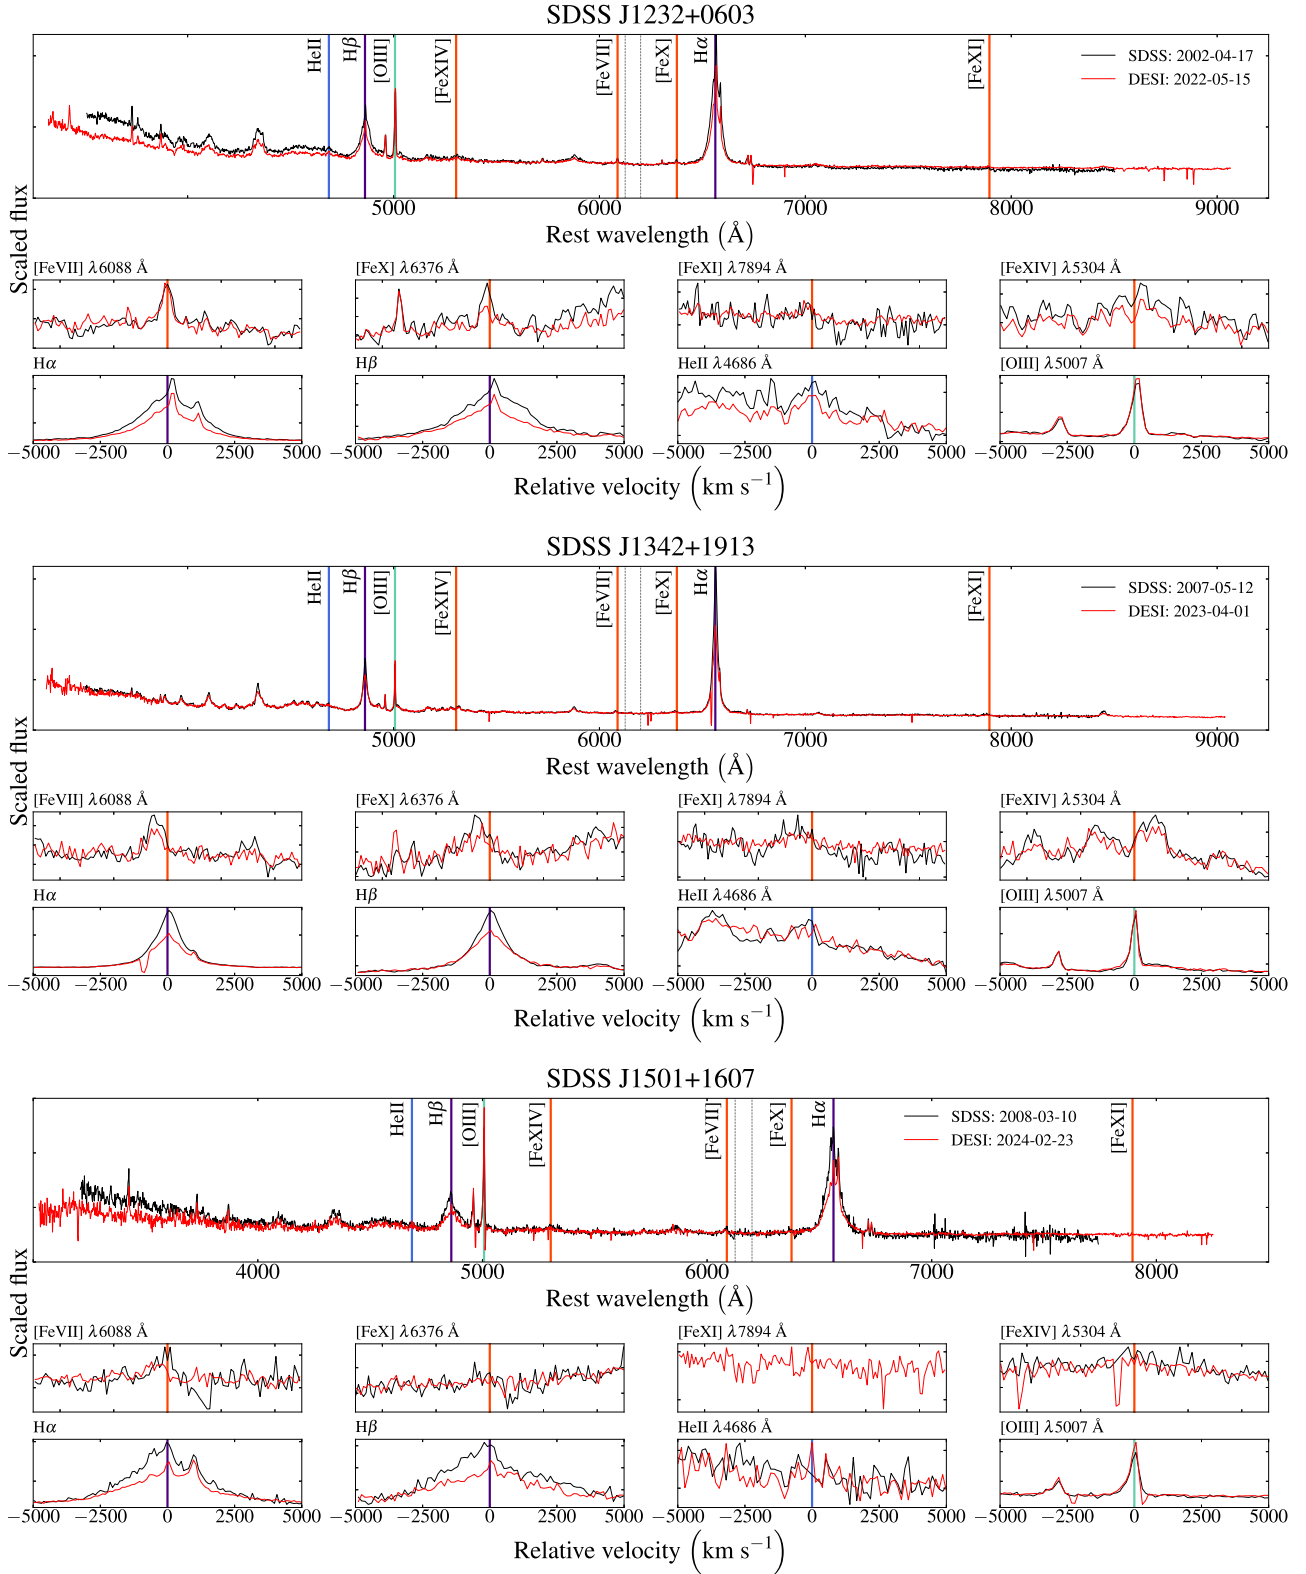 SDSS J1232+0603
HeII
Hβ
[OIII]
[FeXIV]
[FeVII]
[FeX]
Hα
[FeXI]
SDSS: 2002-04-17
DESI: 2022-05-15
5000 6000 7000 8000 9000
Rest wavelength (Å)
Scaled flux
[FeVII] λ6088 Å
[FeX] λ6376 Å
[FeXI] λ7894 Å
[FeXIV] λ5304 Å
Hα
Hβ
HeII λ4686 Å
[OIII] λ5007 Å
−5000 −2500 0 2500 5000
−5000 −2500 0 2500 5000
−5000 −2500 0 2500 5000
−5000 −2500 0 2500 5000
Relative velocity (km s⁻¹)
SDSS J1342+1913
HeII
Hβ
[OIII]
[FeXIV]
[FeVII]
[FeX]
Hα
[FeXI]
SDSS: 2007-05-12
DESI: 2023-04-01
5000 6000 7000 8000 9000
Rest wavelength (Å)
Scaled flux
[FeVII] λ6088 Å
[FeX] λ6376 Å
[FeXI] λ7894 Å
[FeXIV] λ5304 Å
Hα
Hβ
HeII λ4686 Å
[OIII] λ5007 Å
−5000 −2500 0 2500 5000
−5000 −2500 0 2500 5000
−5000 −2500 0 2500 5000
−5000 −2500 0 2500 5000
Relative velocity (km s⁻¹)
SDSS J1501+1607
HeII
Hβ
[OIII]
[FeXIV]
[FeVII]
[FeX]
Hα
[FeXI]
SDSS: 2008-03-10
DESI: 2024-02-23
4000 5000 6000 7000 8000
Rest wavelength (Å)
Scaled flux
[FeVII] λ6088 Å
[FeX] λ6376 Å
[FeXI] λ7894 Å
[FeXIV] λ5304 Å
Hα
Hβ
HeII λ4686 Å
[OIII] λ5007 Å
−5000 −2500 0 2500 5000
−5000 −2500 0 2500 5000
−5000 −2500 0 2500 5000
−5000 −2500 0 2500 5000
Relative velocity (km s⁻¹)